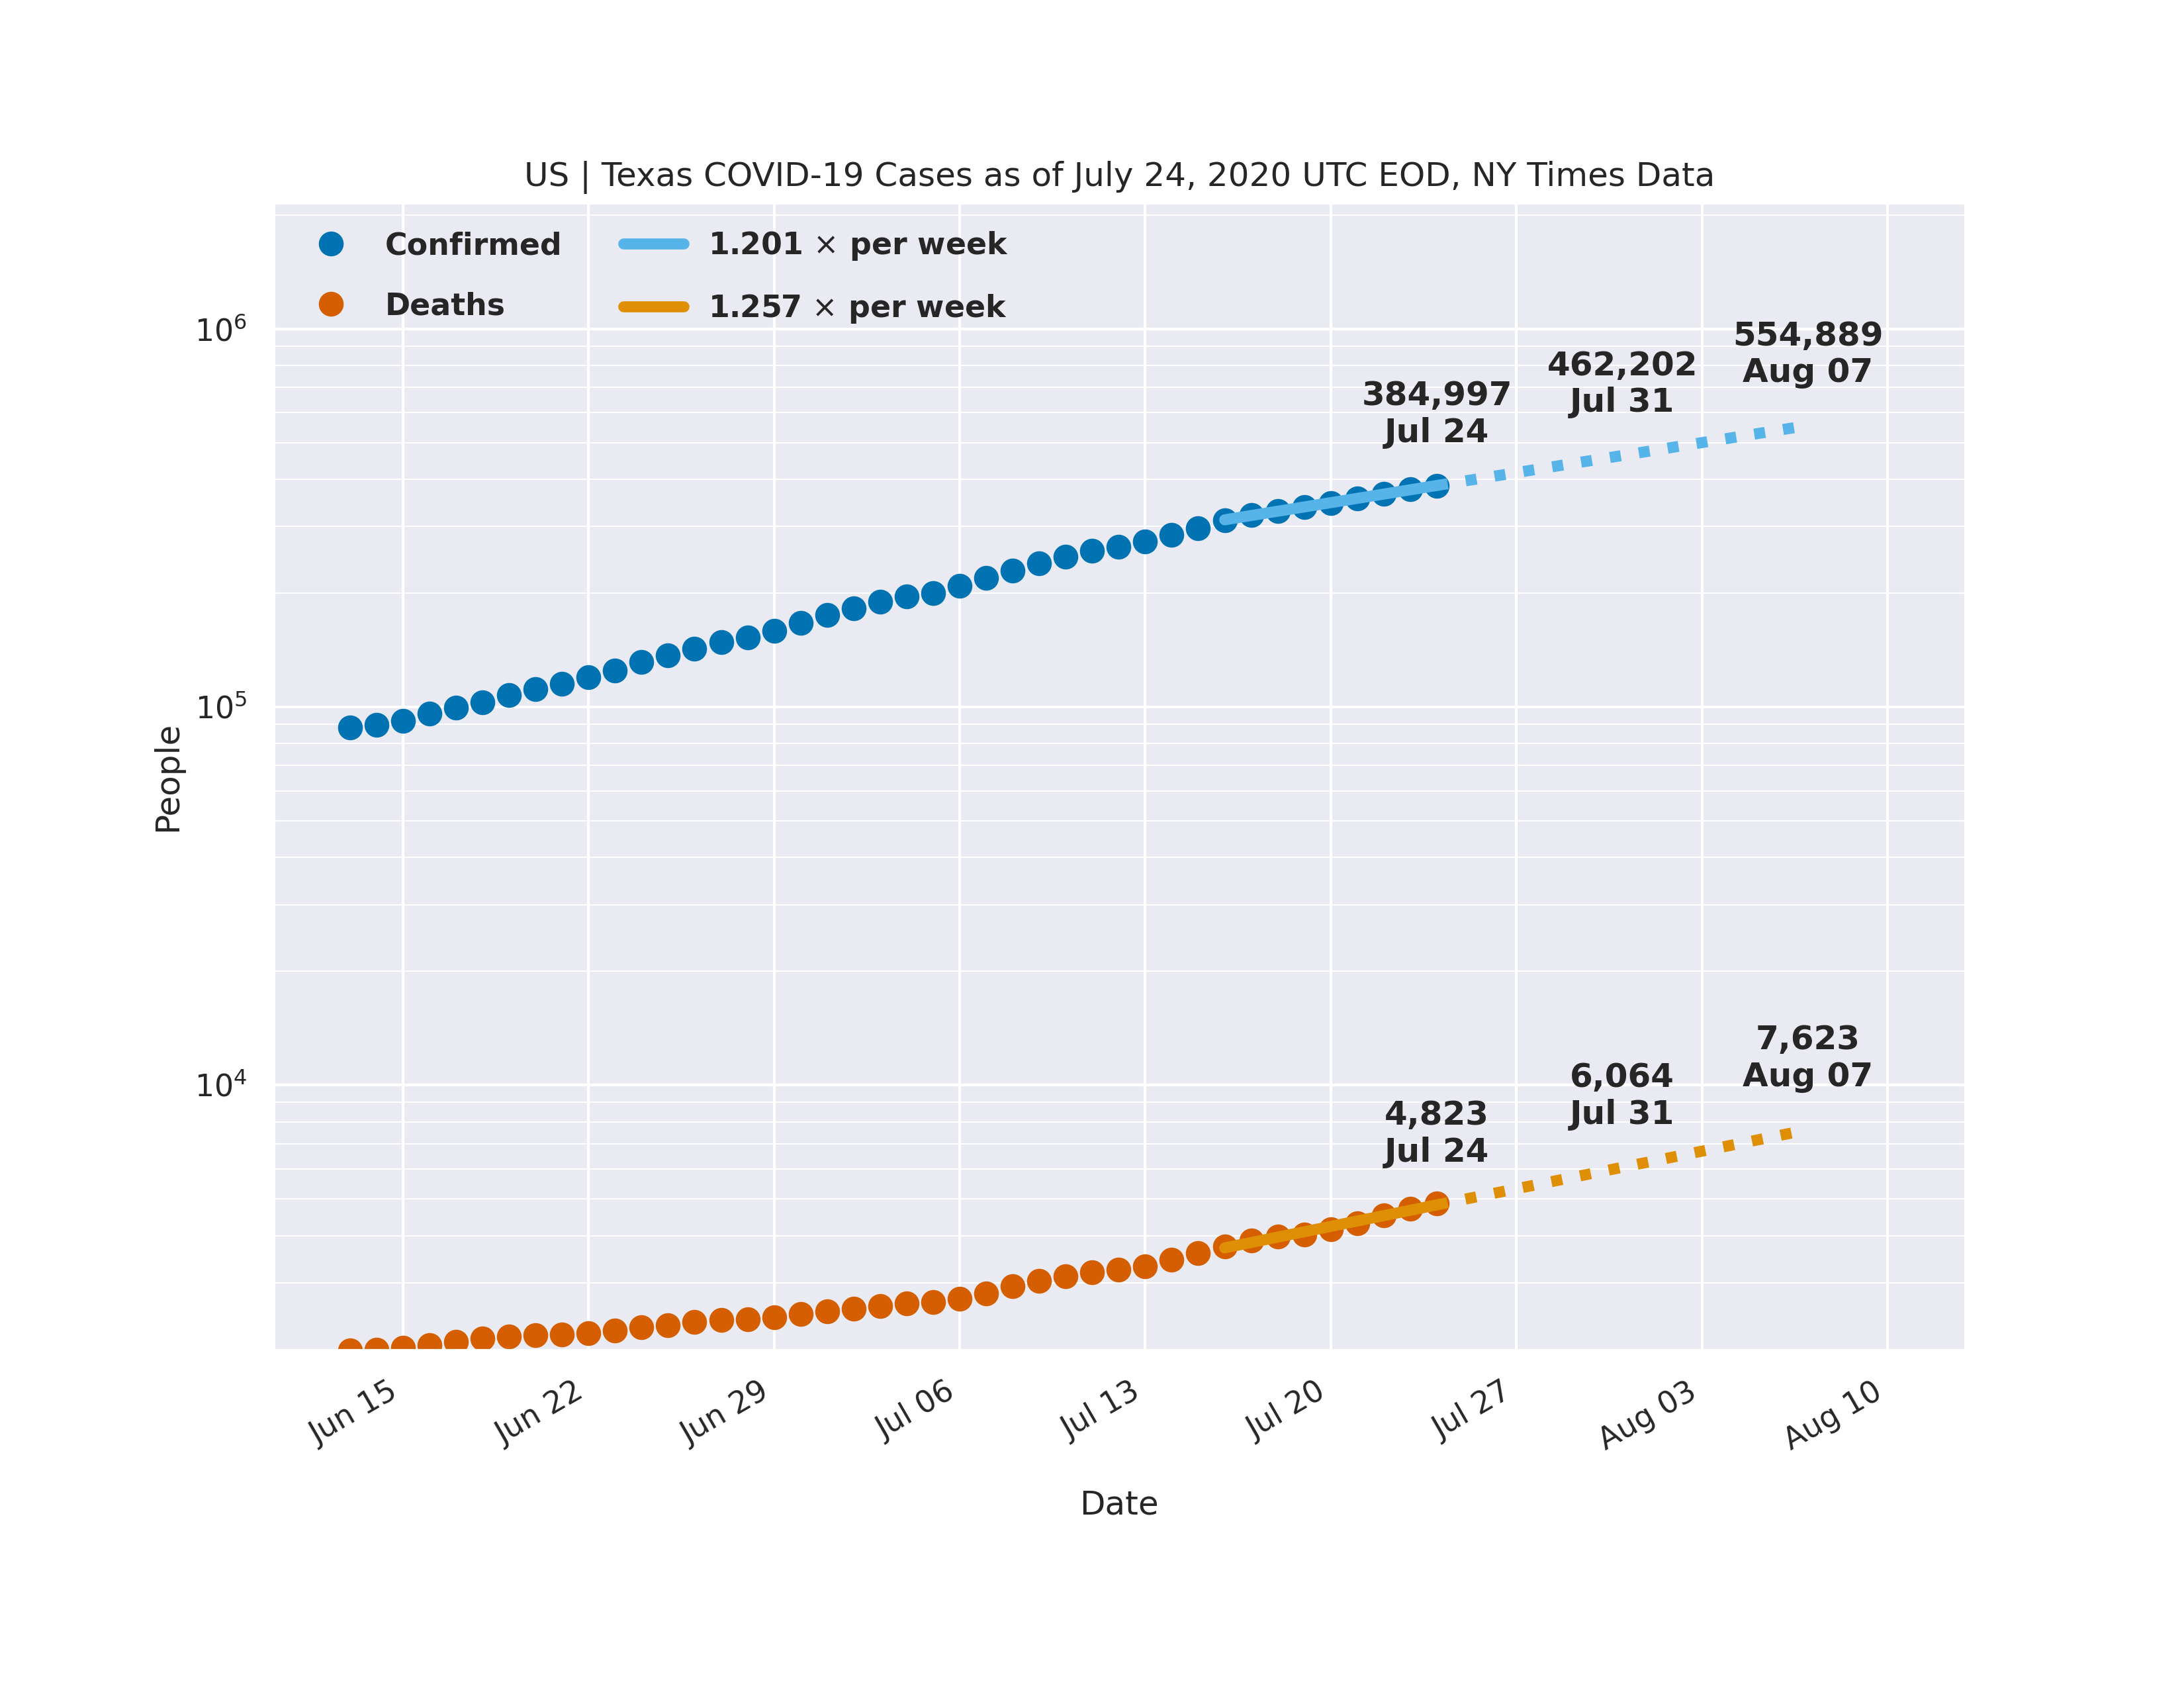 US | Texas COVID-19 Cases as of July 24, 2020 UTC EOD, NY Times Data
Confirmed
Deaths
1.201 × per week
1.257 × per week
10⁶
10⁵
10⁴
People
384,997
Jul 24
462,202
Jul 31
554,889
Aug 07
4,823
Jul 24
6,064
Jul 31
7,623
Aug 07
Jun 15
Jun 22
Jun 29
Jul 06
Jul 13
Jul 20
Jul 27
Aug 03
Aug 10
Date